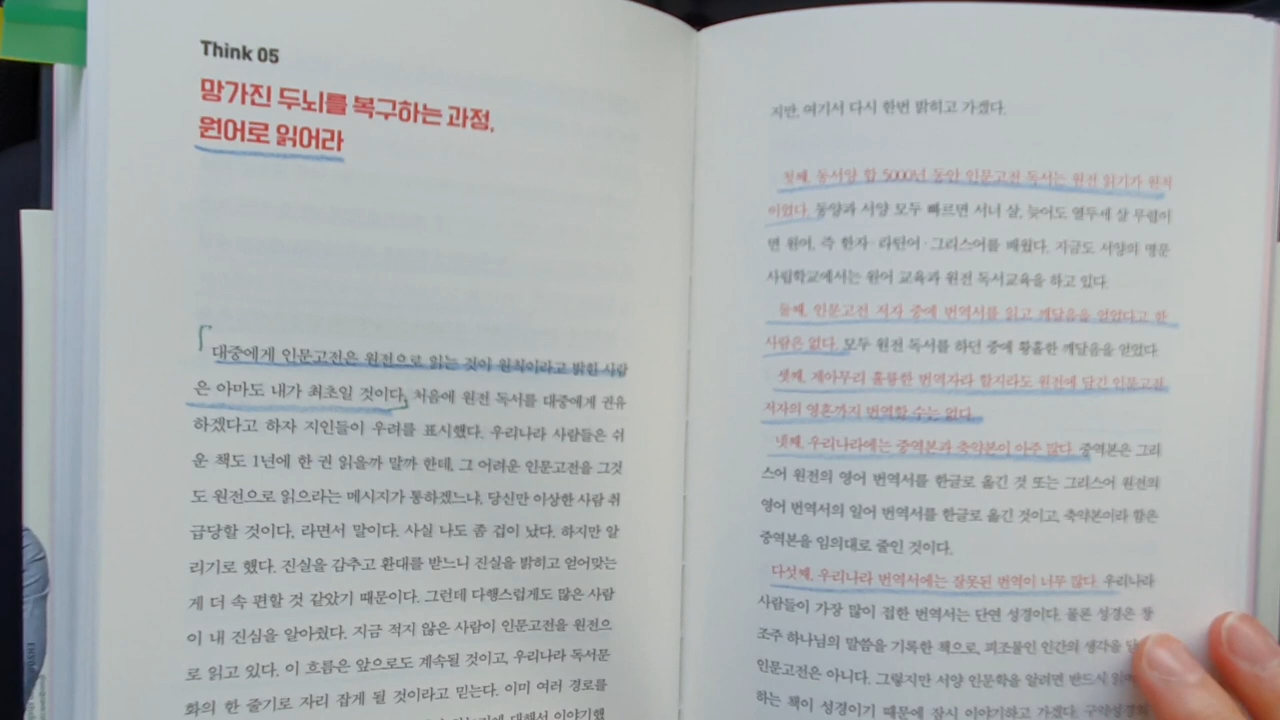 Think 05
망가진 두뇌를 복구하는 과정,
원어로 읽어라
대중에게 인문고전은 원전으로 읽는 것이 원칙이라고 밝힌 사람
은 아마도 내가 최초일 것이다. 처음에 원전 독서를 대중에게 권유
하겠다고 하자 지인들이 우려를 표시했다. 우리나라 사람들은 쉬
운 책도 1년에 한 권 읽을까 말까 한데, 그 어려운 인문고전을 그것
도 원전으로 읽으라는 메시지가 통하겠느냐, 당신만 이상한 사람 취
급당할 것이다, 라면서 말이다. 사실 나도 좀 겁이 났다. 하지만 알
리기로 했다. 진실을 감추고 환대를 받느니 진실을 밝히고 얻어맞는
게 더 속 편할 것 같았기 때문이다. 그런데 다행스럽게도 많은 사람
이 내 진심을 알아줬다. 지금 적지 않은 사람이 인문고전을 원전으
로 읽고 있다. 이 흐름은 앞으로도 계속될 것이고, 우리나라 독서문
화의 한 줄기로 자리 잡게 될 것이라고 믿는다. 이미 여러 경로를
대해서 이야기했
지만, 여기서 다시 한번 밝히고 가겠다.
첫째, 동서양 합 5000년 동안 인문고전 독서는 원전 읽기가 원칙
이었다. 동양과 서양 모두 빠르면 서너 살, 늦어도 열두세 살 무렵이
면 원어, 즉 한자·라틴어·그리스어를 배웠다. 지금도 서양의 명문
사립학교에서는 원어 교육과 원전 독서교육을 하고 있다.
둘째, 인문고전 저자 중에 번역서를 읽고 깨달음을 얻었다고 한
사람은 없다. 모두 원전 독서를 하던 중에 황홀한 깨달음을 얻었다.
셋째, 제아무리 훌륭한 번역자라 할지라도 원전에 담긴 인문고전
저자의 영혼까지 번역할 수는 없다.
넷째, 우리나라에는 중역본과 축약본이 아주 많다. 중역본은 그리
스어 원전의 영어 번역서를 한글로 옮긴 것 또는 그리스어 원전의
영어 번역서의 일어 번역서를 한글로 옮긴 것이고, 축약본이라 함은
중역본을 임의대로 줄인 것이다.
다섯째, 우리나라 번역서에는 잘못된 번역이 너무 많다. 우리나라
사람들이 가장 많이 접한 번역서는 단연 성경이다. 물론 성경은 창
조주 하나님의 말씀을 기록한 책으로, 피조물인 인간의 생각을
인문고전은 아니다. 그렇지만 서양 인문학을 알려면 반드시
하는 책이 성경이기 때문에 잠시 이야기하고 가겠다.